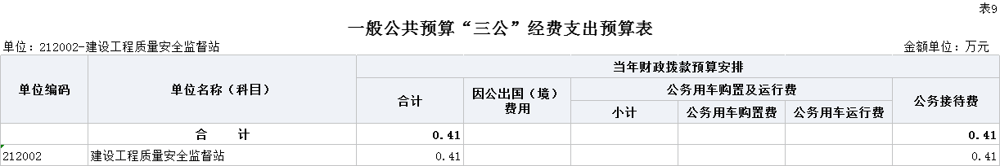 表9
一般公共预算“三公”经费支出预算表
单位：212002-建设工程质量安全监督站 金额单位：万元
单位编码 单位名称（科目） 当年财政拨款预算安排
合计 因公出国（境）费用 公务用车购置及运行费 公务接待费
小计 公务用车购置费 公务用车运行费
合 计 0.41 0.41
212002 建设工程质量安全监督站 0.41 0.41